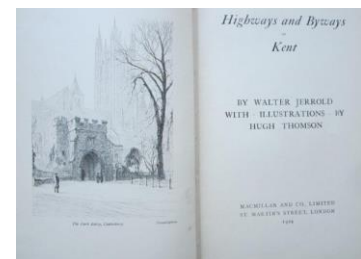 Highways and Byways
in
Kent
BY WALTER JERROLD
WITH ILLUSTRATIONS BY
HUGH THOMSON
MACMILLAN AND CO., LIMITED
ST. MARTIN'S STREET, LONDON